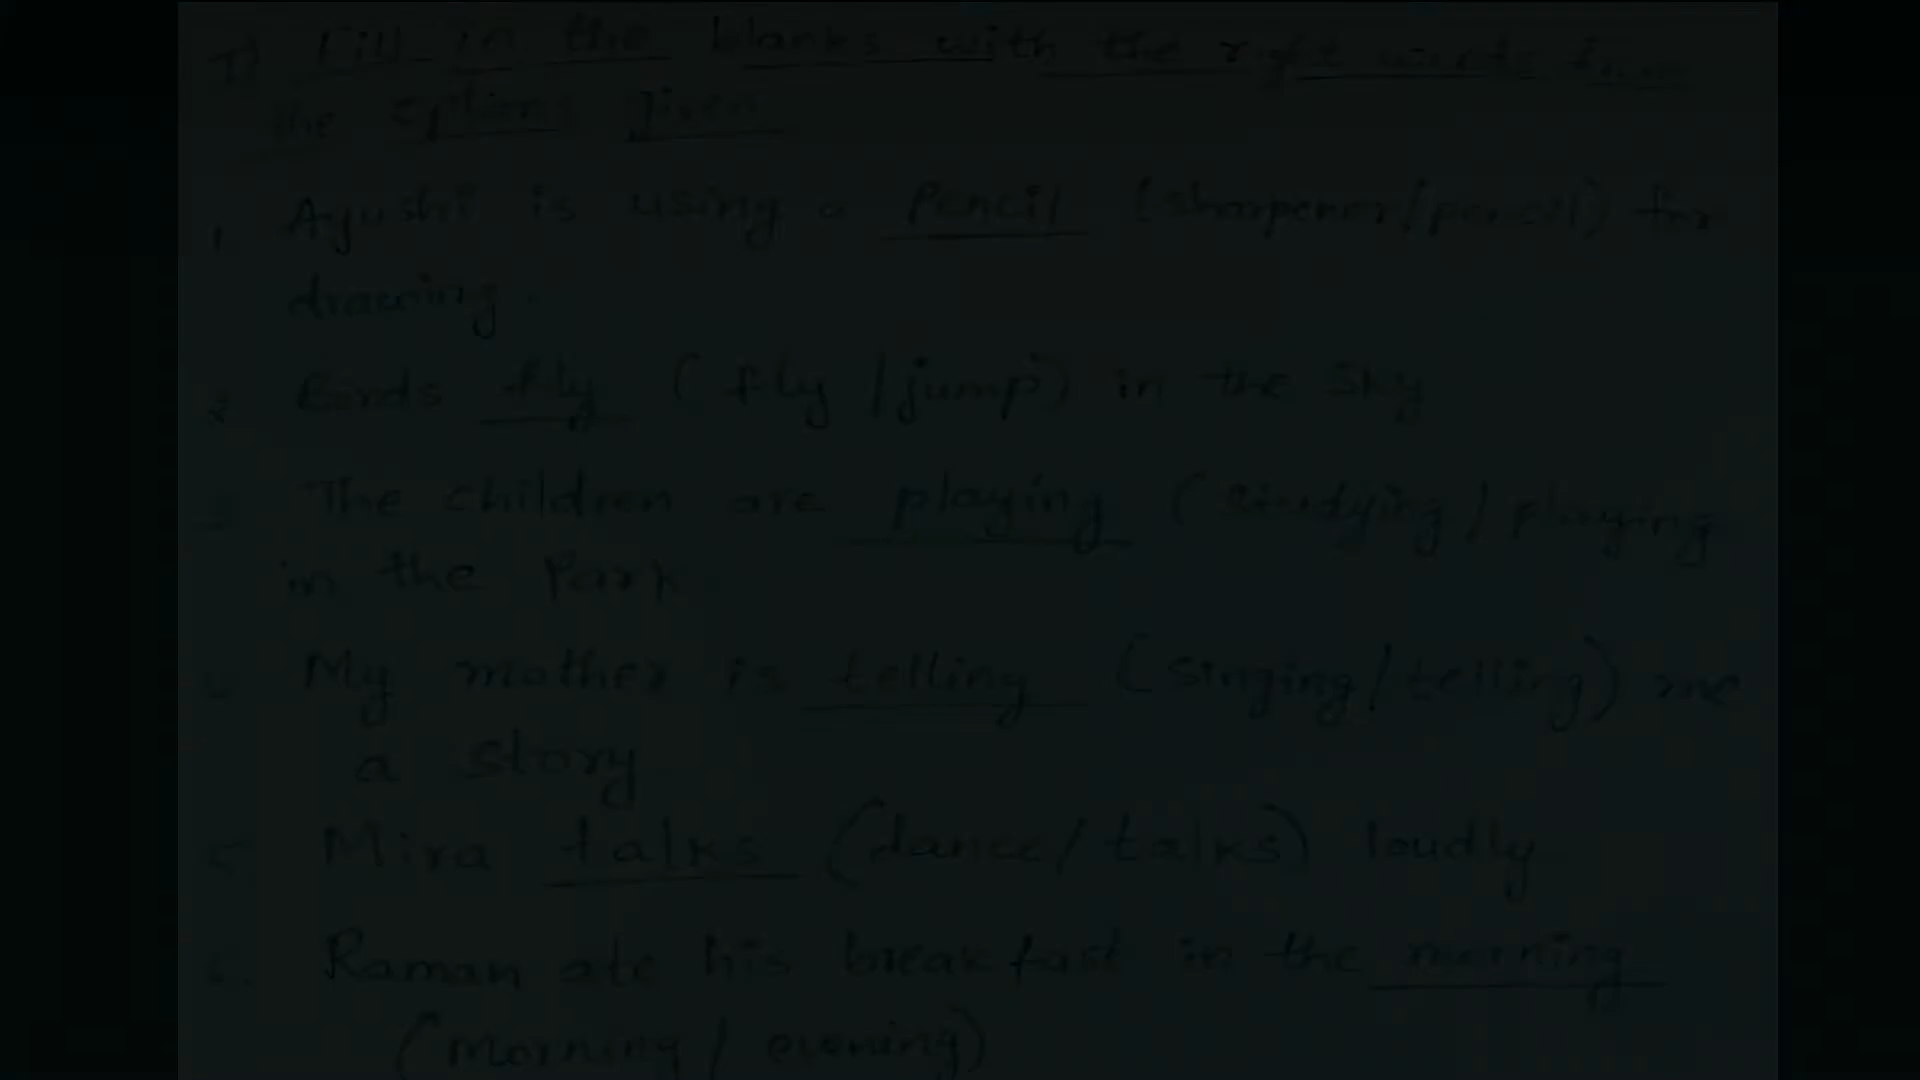 I) Fill in the blanks with the right words from
the options given
1. Ayushi is using a Pencil (sharpener/pencil) for
drawing.
2. Birds fly (fly / jump) in the sky
3 The children are playing (studying / playing
in the Park
4 My mother is telling (singing/telling) me
a story
5 Mira talks (dance/talks) loudly
6. Raman ate his breakfast in the morning
(morning / evening)